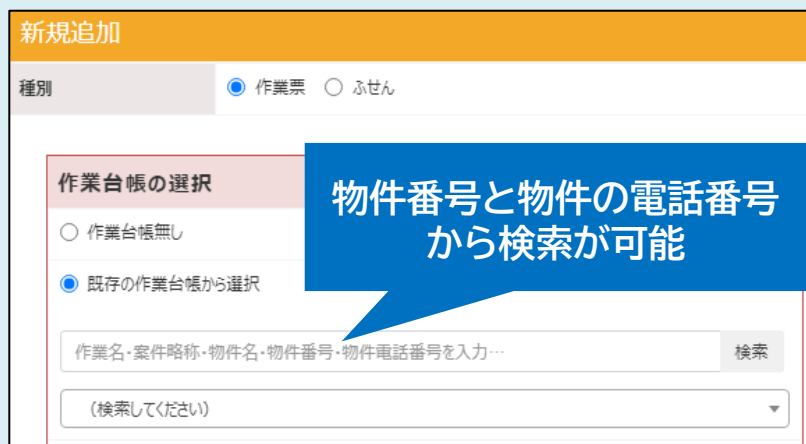 新規追加
種別
作業票 ふせん
作業台帳の選択
物件番号と物件の電話番号
から検索が可能
作業台帳無し
既存の作業台帳から選択
作業名・案件略称・物件名・物件番号・物件電話番号を入力…
検索
（検索してください）